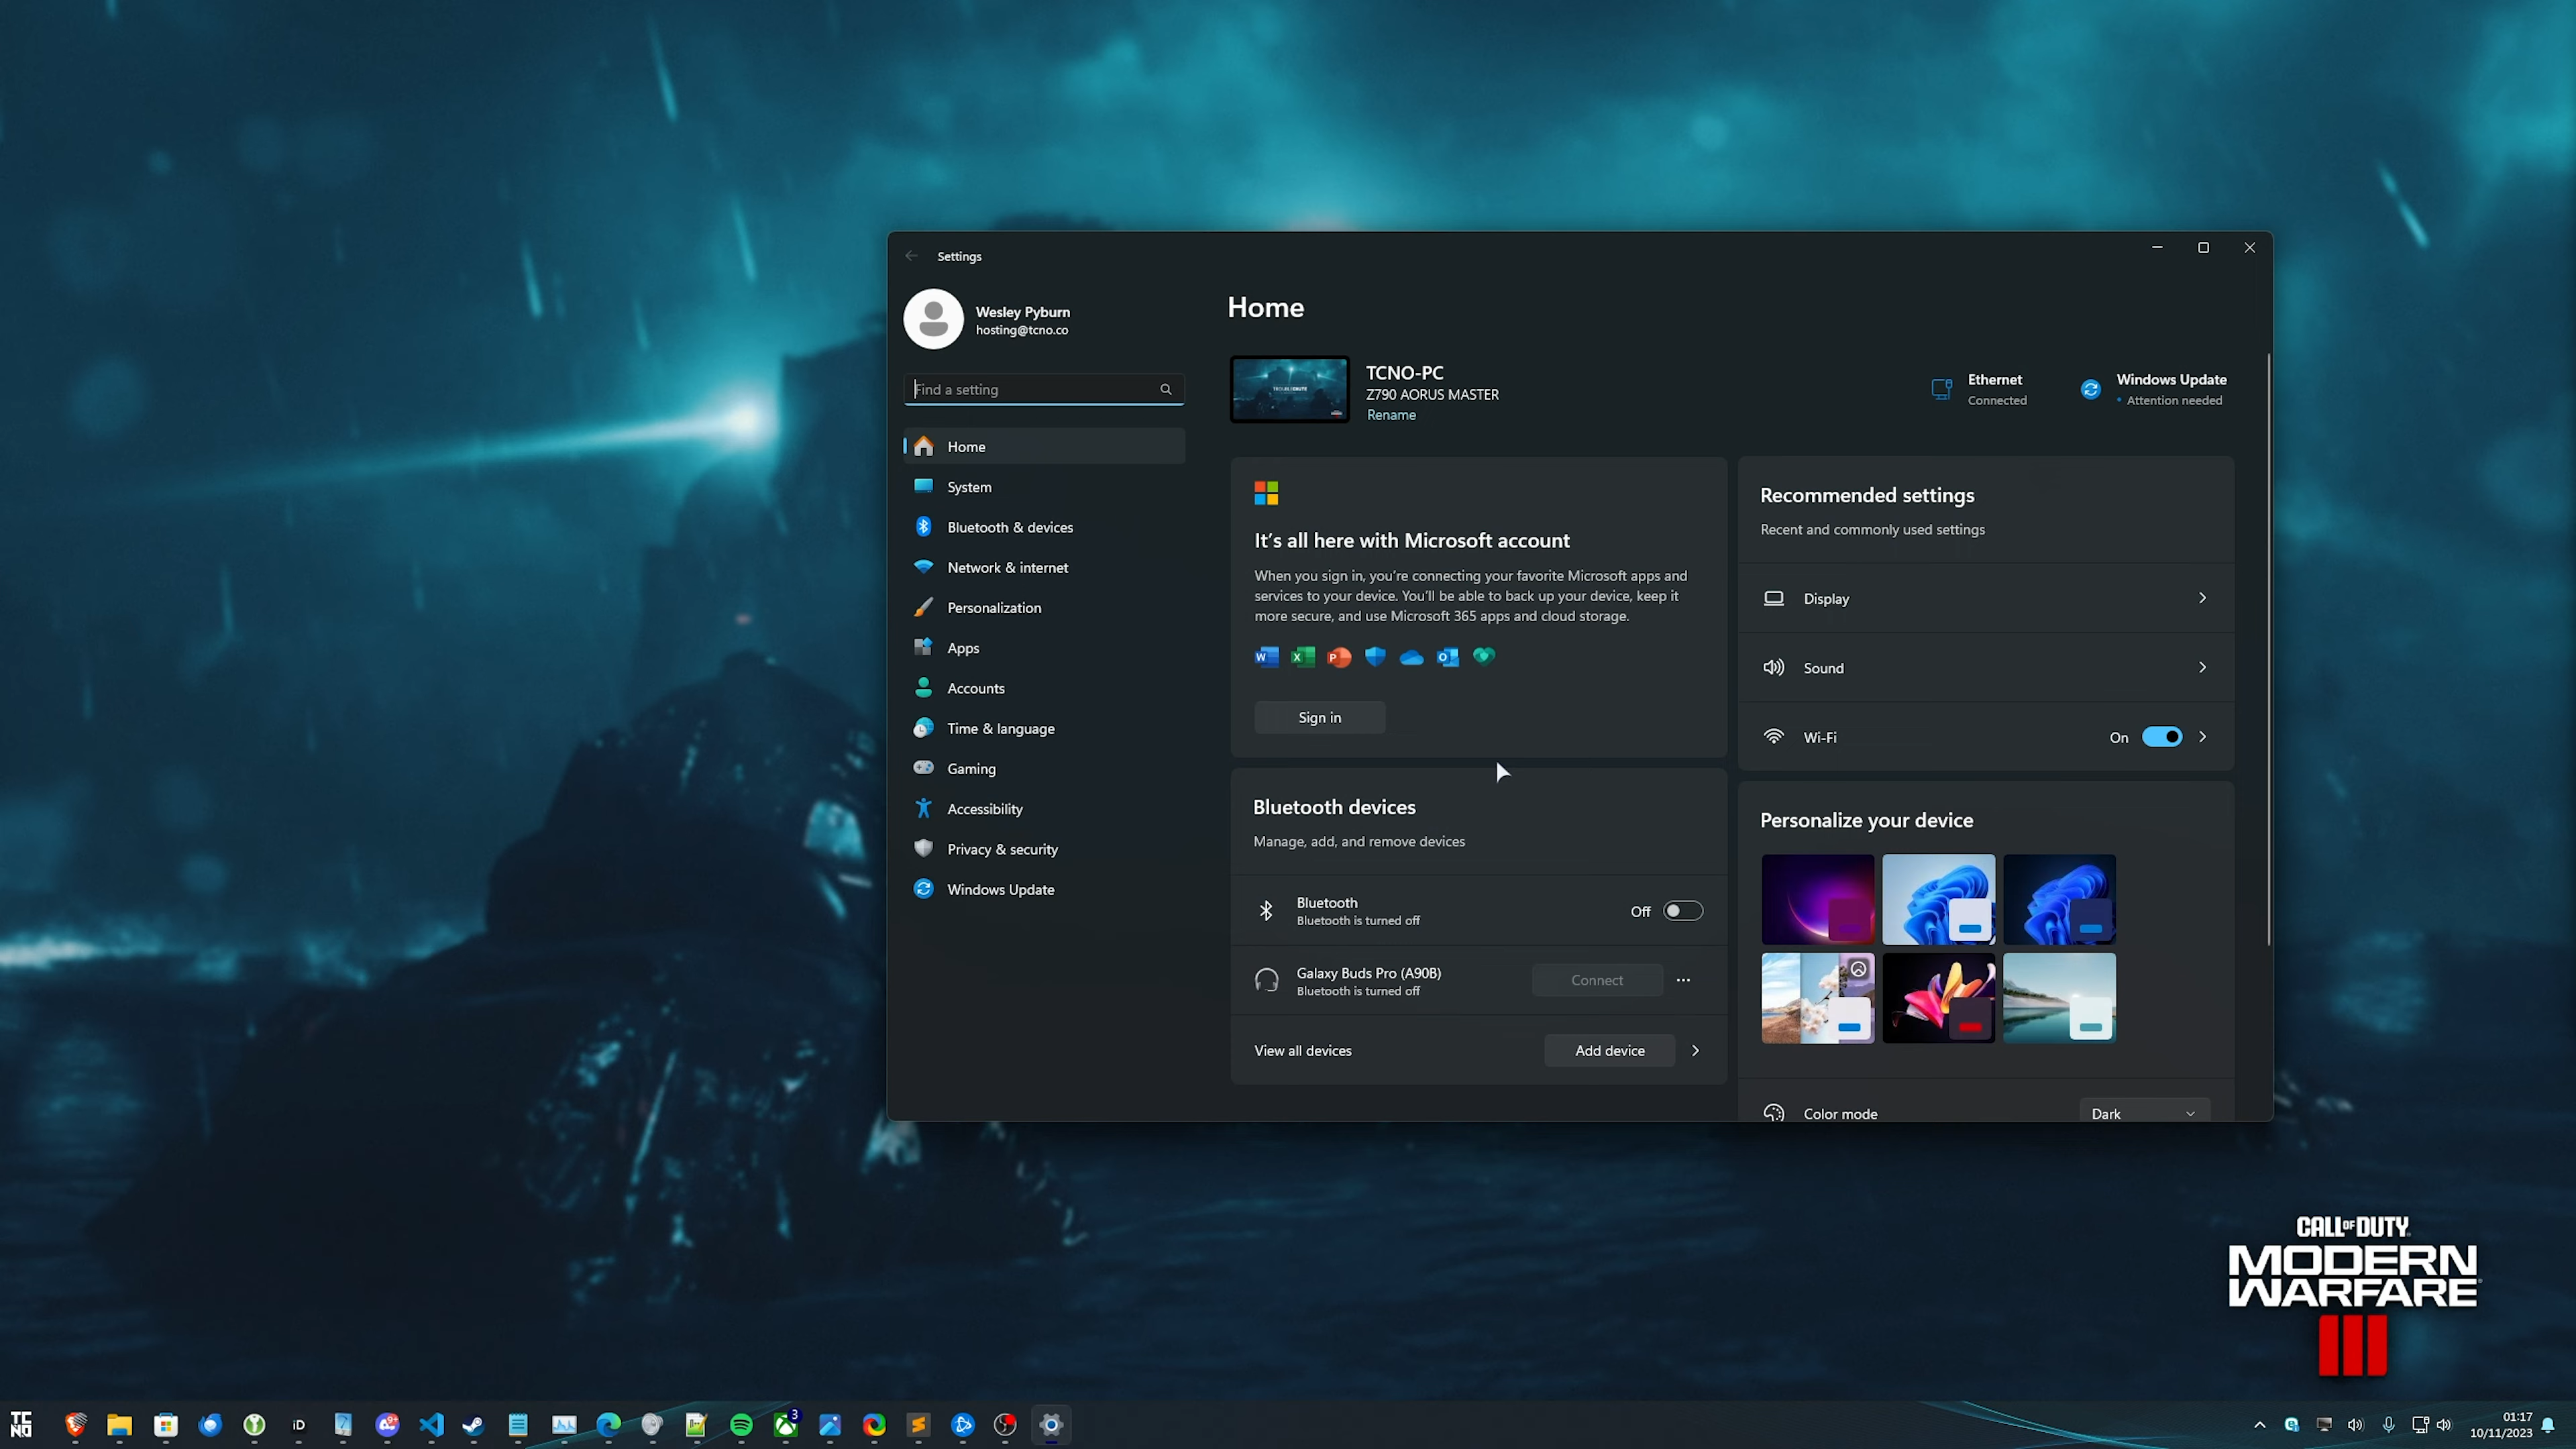 Settings
Wesley Pyburn
hosting@tcno.co
Find a setting
Home
System
Bluetooth & devices
Network & internet
Personalization
Apps
Accounts
Time & language
Gaming
Accessibility
Privacy & security
Windows Update
Home
TCNO-PC
Z790 AORUS MASTER
Rename
Ethernet
Connected
Windows Update
• Attention needed
It's all here with Microsoft account
When you sign in, you're connecting your favorite Microsoft apps and
services to your device. You'll be able to back up your device, keep it
more secure, and use Microsoft 365 apps and cloud storage.
Sign in
Bluetooth devices
Manage, add, and remove devices
Bluetooth
Bluetooth is turned off
Off
Galaxy Buds Pro (A90B)
Bluetooth is turned off
Connect
View all devices
Add device
Recommended settings
Recent and commonly used settings
Display
Sound
Wi-Fi
On
Personalize your device
Color mode
Dark
CALL OF DUTY
MODERN
WARFARE
III
TC
NO
iD
9+
3
01:17
10/11/2023